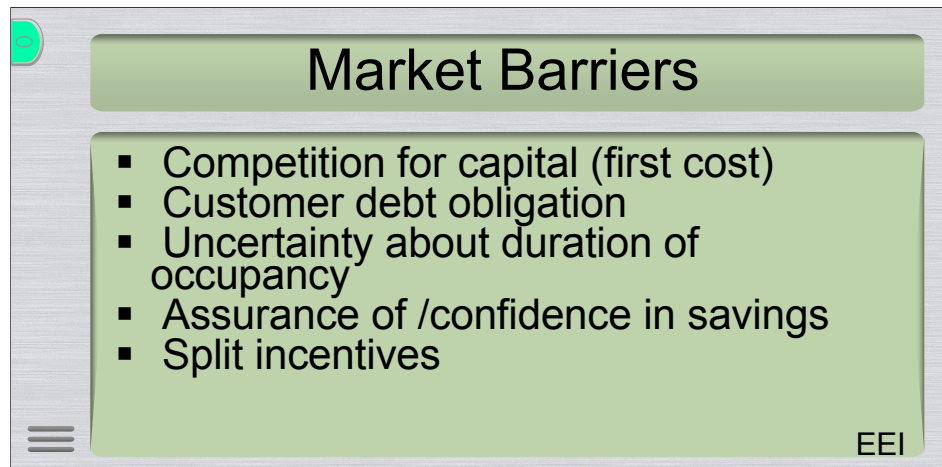 Market Barriers
▪ Competition for capital (first cost)
▪ Customer debt obligation
▪ Uncertainty about duration of
occupancy
▪ Assurance of /confidence in savings
▪ Split incentives
EEI